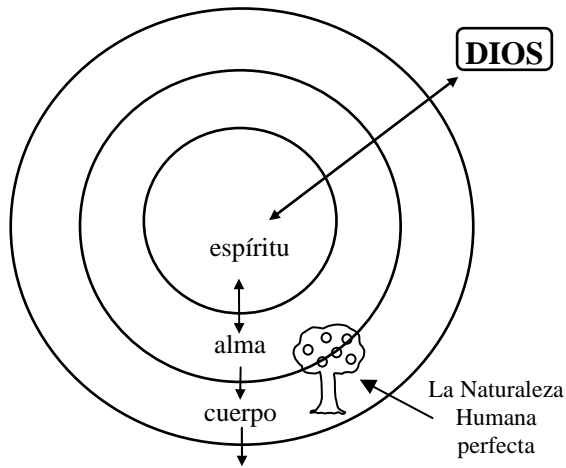 DIOS
espíritu
alma
cuerpo
La Naturaleza
Humana
perfecta